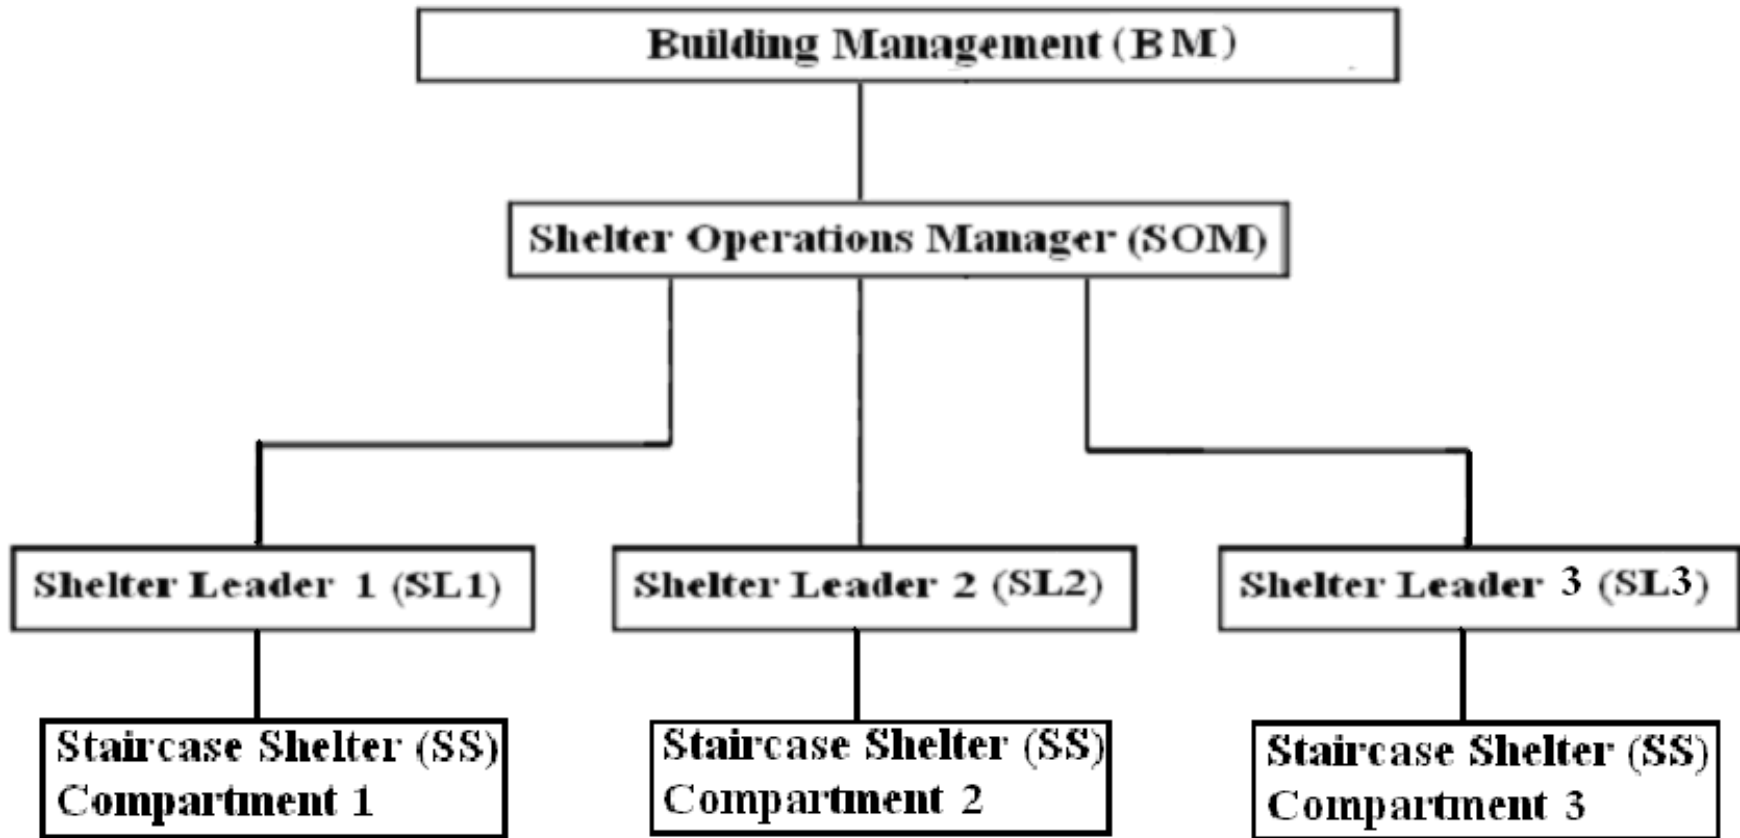 Building Management (BM)
Shelter Operations Manager (SOM)
Shelter Leader 1 (SL1)
Shelter Leader 2 (SL2)
Shelter Leader 3 (SL3)
Staircase Shelter (SS)
Compartment 1
Staircase Shelter (SS)
Compartment 2
Staircase Shelter (SS)
Compartment 3